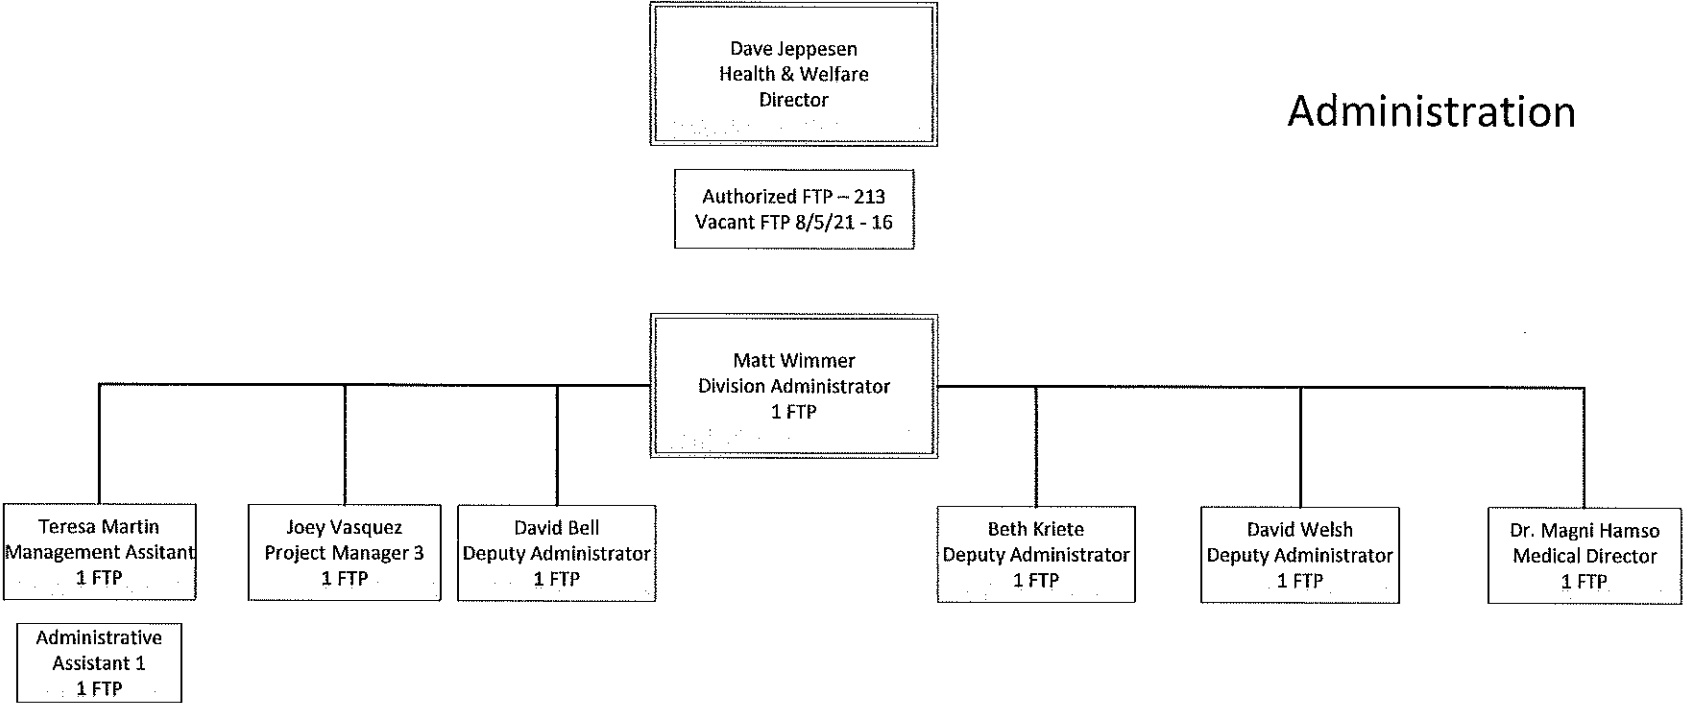 Administration
Dave Jeppesen
Health & Welfare
Director
Authorized FTP – 213
Vacant FTP 8/5/21 - 16
Matt Wimmer
Division Administrator
1 FTP
Teresa Martin
Management Assitant
1 FTP
Administrative
Assistant 1
1 FTP
Joey Vasquez
Project Manager 3
1 FTP
David Bell
Deputy Administrator
1 FTP
Beth Kriete
Deputy Administrator
1 FTP
David Welsh
Deputy Administrator
1 FTP
Dr. Magni Hamso
Medical Director
1 FTP